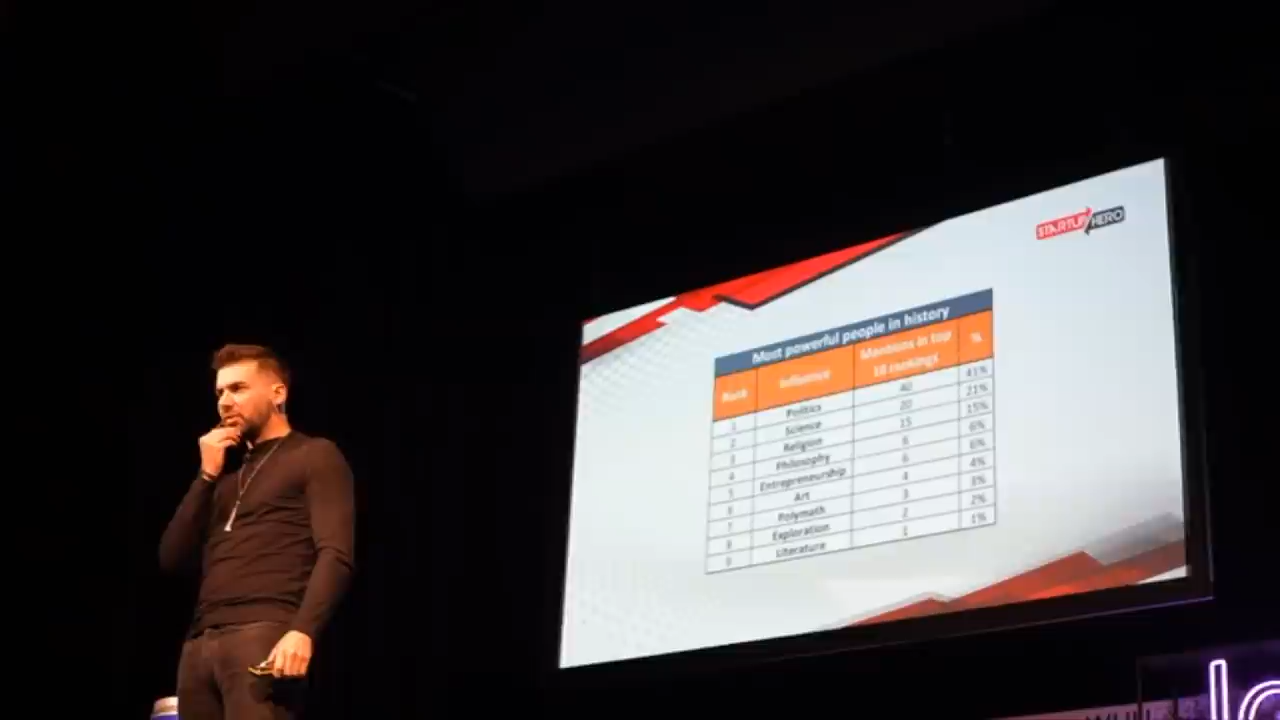 STARTUP HERO
Most powerful people in history
Rank Influence Mentions in top 10 rankings %
1 Politics 40 41%
2 Science 20 21%
3 Religion 15 15%
4 Philosophy 6 6%
5 Entrepreneurship 6 6%
6 Art 4 4%
7 Polymath 3 3%
8 Exploration 2 2%
9 Literature 1 1%